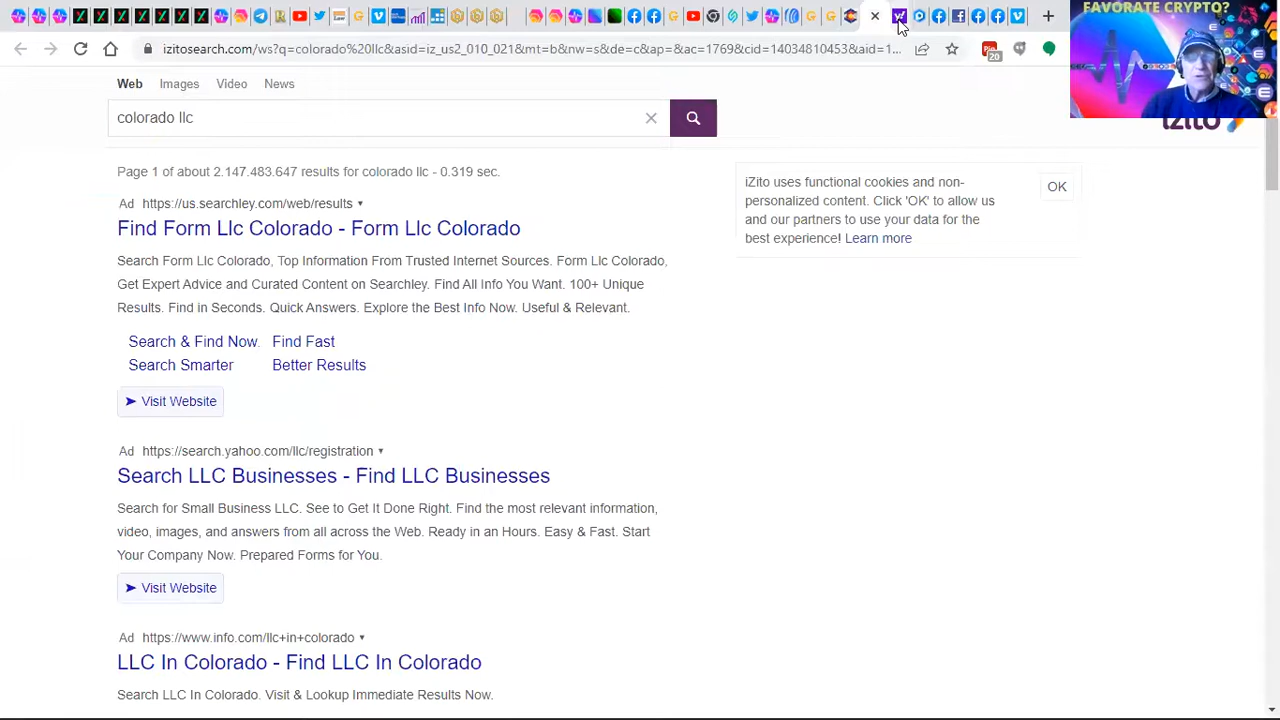 FAVORATE CRYPTO?
izitosearch.com/ws?q=colorado%20llc&asid=iz_us2_010_021&mt=b&nw=s&de=c&ap=&ac=1769&cid=14034810453&aid=1...
20
Web Images Video News
iZito
colorado llc
Page 1 of about 2.147.483.647 results for colorado llc - 0.319 sec.
Ad https://us.searchley.com/web/results
Find Form Llc Colorado - Form Llc Colorado
Search Form Llc Colorado, Top Information From Trusted Internet Sources. Form Llc Colorado,
Get Expert Advice and Curated Content on Searchley. Find All Info You Want. 100+ Unique
Results. Find in Seconds. Quick Answers. Explore the Best Info Now. Useful & Relevant.
Search & Find Now. Find Fast
Search Smarter Better Results
Visit Website
Ad https://search.yahoo.com/llc/registration
Search LLC Businesses - Find LLC Businesses
Search for Small Business LLC. See to Get It Done Right. Find the most relevant information,
video, images, and answers from all across the Web. Ready in an Hours. Easy & Fast. Start
Your Company Now. Prepared Forms for You.
Visit Website
Ad https://www.info.com/llc+in+colorado
LLC In Colorado - Find LLC In Colorado
Search LLC In Colorado. Visit & Lookup Immediate Results Now.
iZito uses functional cookies and non-
personalized content. Click 'OK' to allow us
and our partners to use your data for the
best experience! Learn more
OK